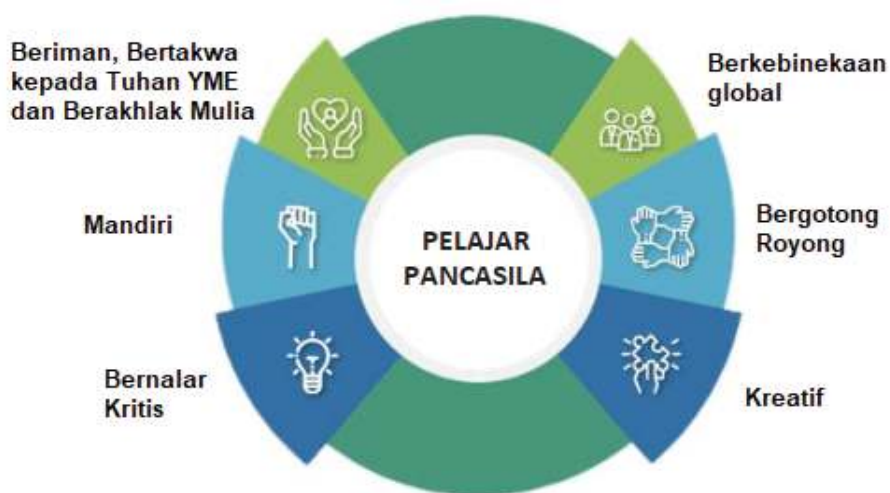 Beriman, Bertakwa
kepada Tuhan YME
dan Berakhlak Mulia
Berkebinekaan
global
Mandiri
PELAJAR
PANCASILA
Bergotong
Royong
Bernalar
Kritis
Kreatif